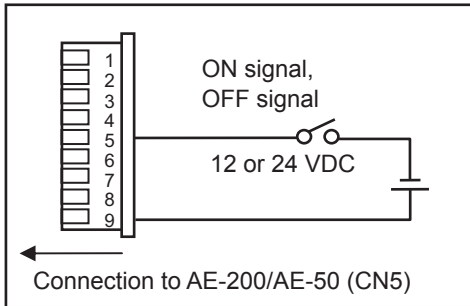 1
2
3
4
5
6
7
8
9
ON signal,
OFF signal
12 or 24 VDC
Connection to AE-200/AE-50 (CN5)